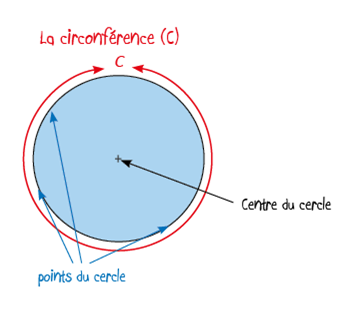 La circonférence (C)
C
Centre du cercle
points du cercle